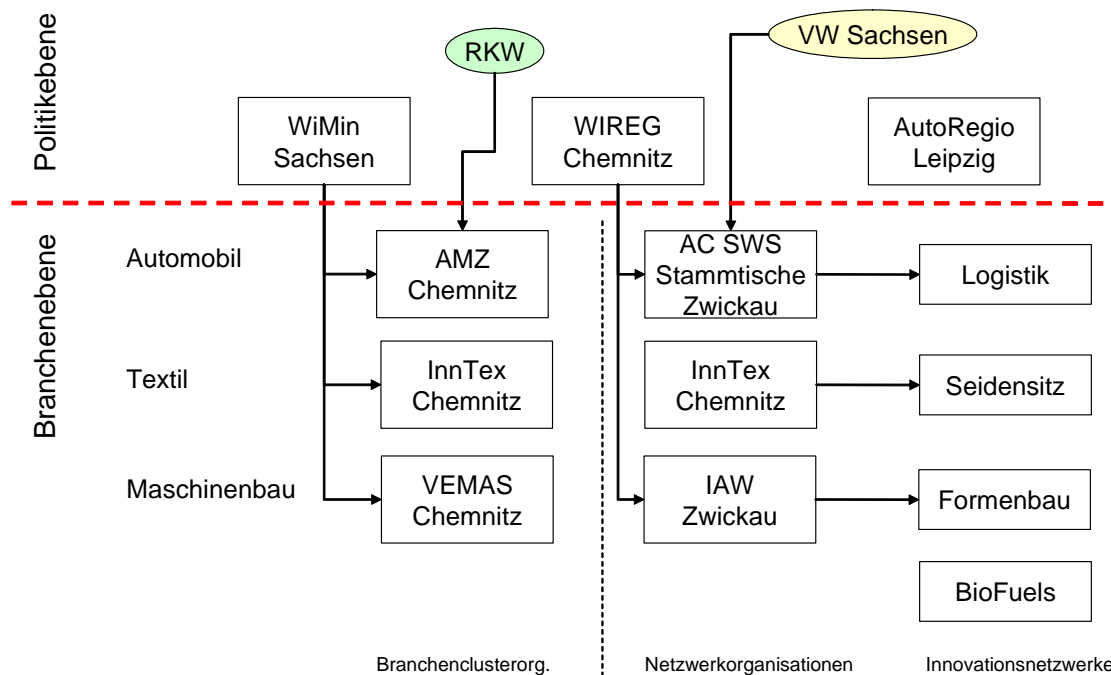 Politikebene
RKW
VW Sachsen
WiMin
Sachsen
WIREG
Chemnitz
AutoRegio
Leipzig
Branchenebene
Automobil
AMZ
Chemnitz
AC SWS
Stammtische
Zwickau
Logistik
Textil
InnTex
Chemnitz
InnTex
Chemnitz
Seidensitz
Maschinenbau
VEMAS
Chemnitz
IAW
Zwickau
Formenbau
BioFuels
Branchenclusterorg.
Netzwerkorganisationen
Innovationsnetzwerke